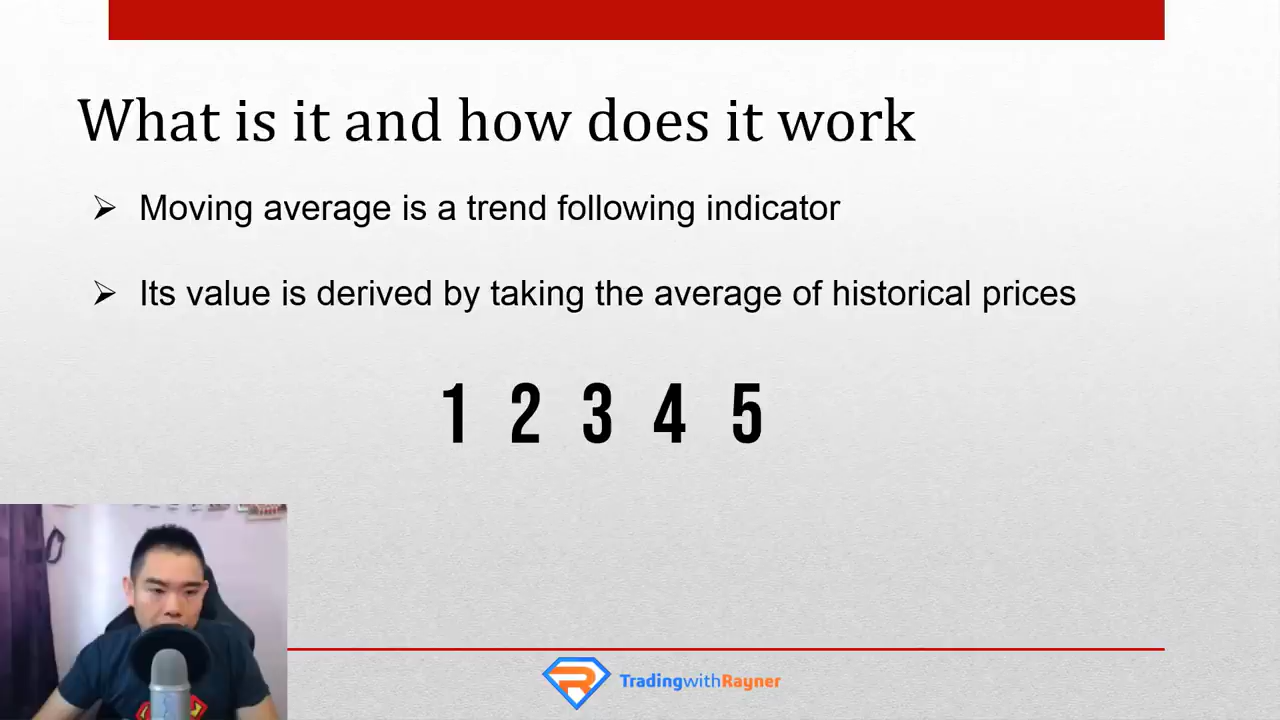 What is it and how does it work
Moving average is a trend following indicator
Its value is derived by taking the average of historical prices
1 2 3 4 5
TradingwithRayner